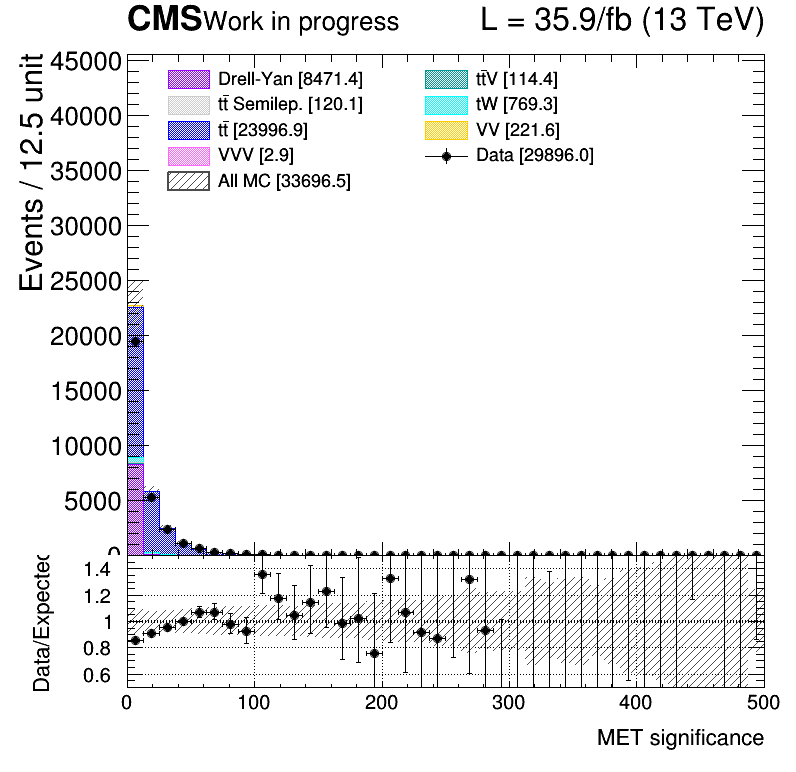 CMS Work in progress L = 35.9/fb (13 TeV)
Events / 12.5 unit
45000
40000
35000
30000
25000
20000
15000
10000
5000
0
Drell-Yan [8471.4]
tt̄ Semilep. [120.1]
tt̄ [23996.9]
VVV [2.9]
All MC [33696.5]
tt̄V [114.4]
tW [769.3]
VV [221.6]
Data [29896.0]
Data/Expected
1.4
1.2
1
0.8
0.6
0 100 200 300 400 500
MET significance